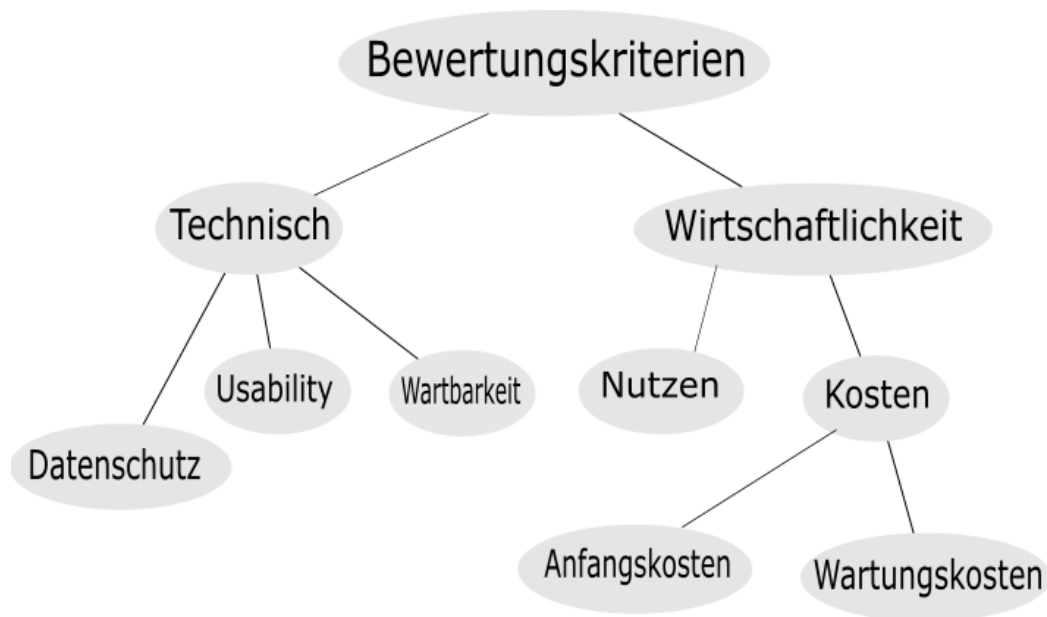 Bewertungskriterien
Technisch
Wirtschaftlichkeit
Usability
Wartbarkeit
Nutzen
Kosten
Datenschutz
Anfangskosten
Wartungskosten